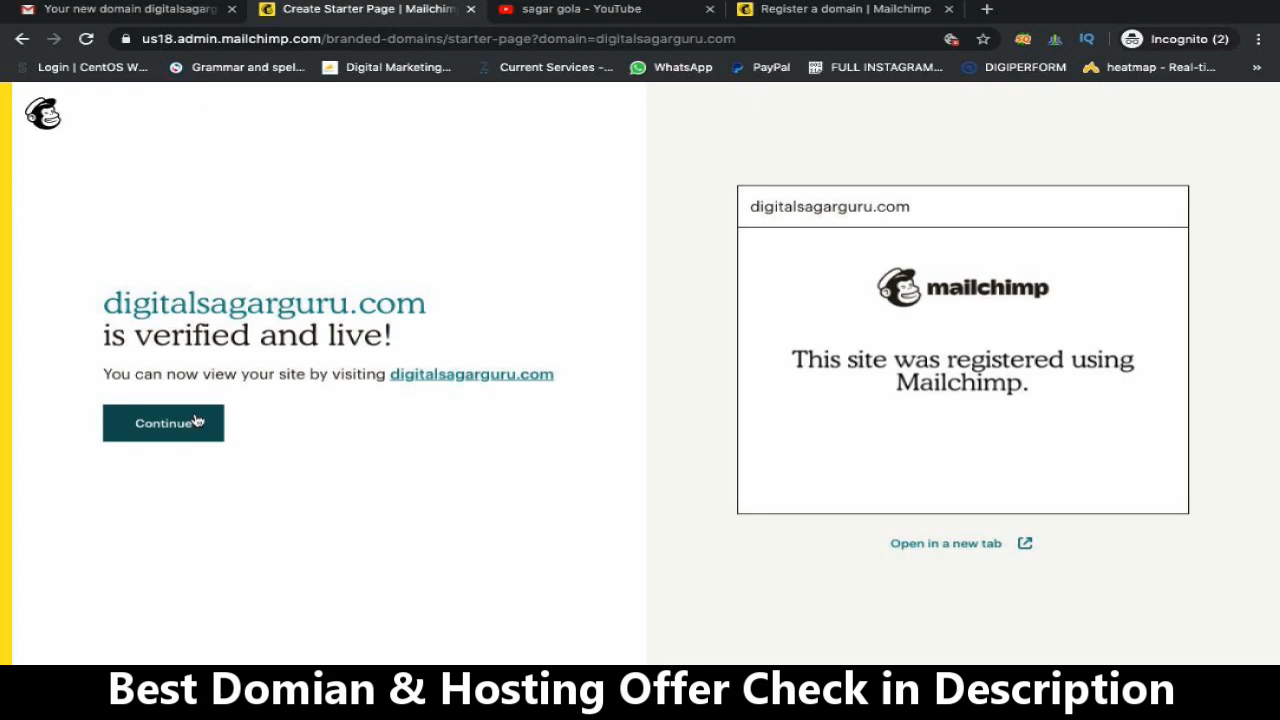 Your new domain digitalsagarg
Create Starter Page | Mailchim
sagar gola - YouTube
Register a domain | Mailchimp
us18.admin.mailchimp.com/branded-domains/starter-page?domain=digitalsagarguru.com
Incognito (2)
Login | CentOS W...
Grammar and spel...
Digital Marketing...
Current Services -...
WhatsApp
PayPal
FULL INSTAGRAM...
DIGIPERFORM
heatmap - Real-ti...
»
digitalsagarguru.com
is verified and live!
You can now view your site by visiting digitalsagarguru.com
Continue
digitalsagarguru.com
mailchimp
This site was registered using
Mailchimp.
Open in a new tab
Best Domian & Hosting Offer Check in Description